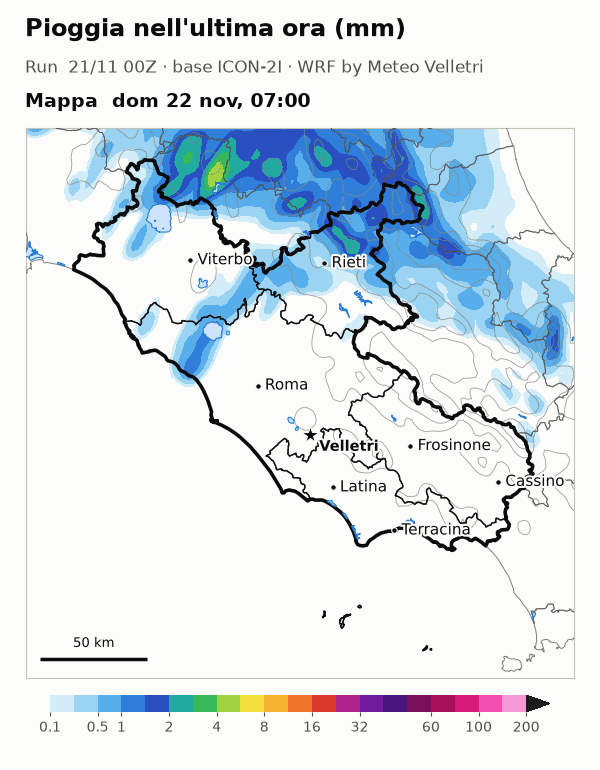 Pioggia nell'ultima ora (mm)
Run  21/11 00Z · base ICON-2I · WRF by Meteo Velletri
Mappa  dom 22 nov, 07:00
Viterbo
Rieti
Roma
Velletri
Frosinone
Latina
Cassino
Terracina
50 km
0.1 0.5 1 2 4 8 16 32 60 100 200